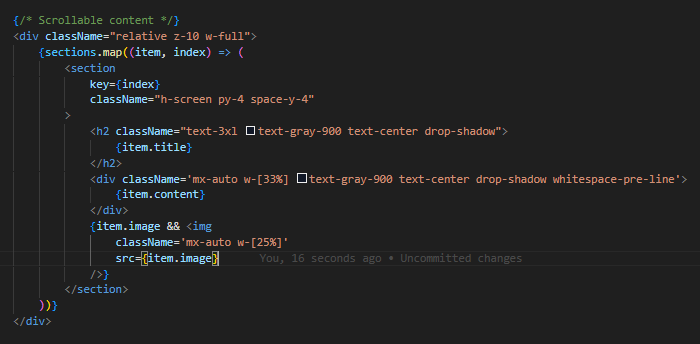 {/* Scrollable content */}
<div className="relative z-10 w-full">
    {sections.map((item, index) => (
        <section
            key={index}
            className="h-screen py-4 space-y-4"
        >
            <h2 className="text-3xl text-gray-900 text-center drop-shadow">
                {item.title}
            </h2>
            <div className='mx-auto w-[33%] text-gray-900 text-center drop-shadow whitespace-pre-line'>
                {item.content}
            </div>
            {item.image && <img
                className='mx-auto w-[25%]'
                src={item.image} You, 16 seconds ago • Uncommitted changes
            />}
        </section>
    ))}
</div>